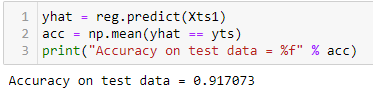 1 yhat = reg.predict(Xts1)
2 acc = np.mean(yhat == yts)
3 print("Accuracy on test data = %f" % acc)
Accuracy on test data = 0.917073